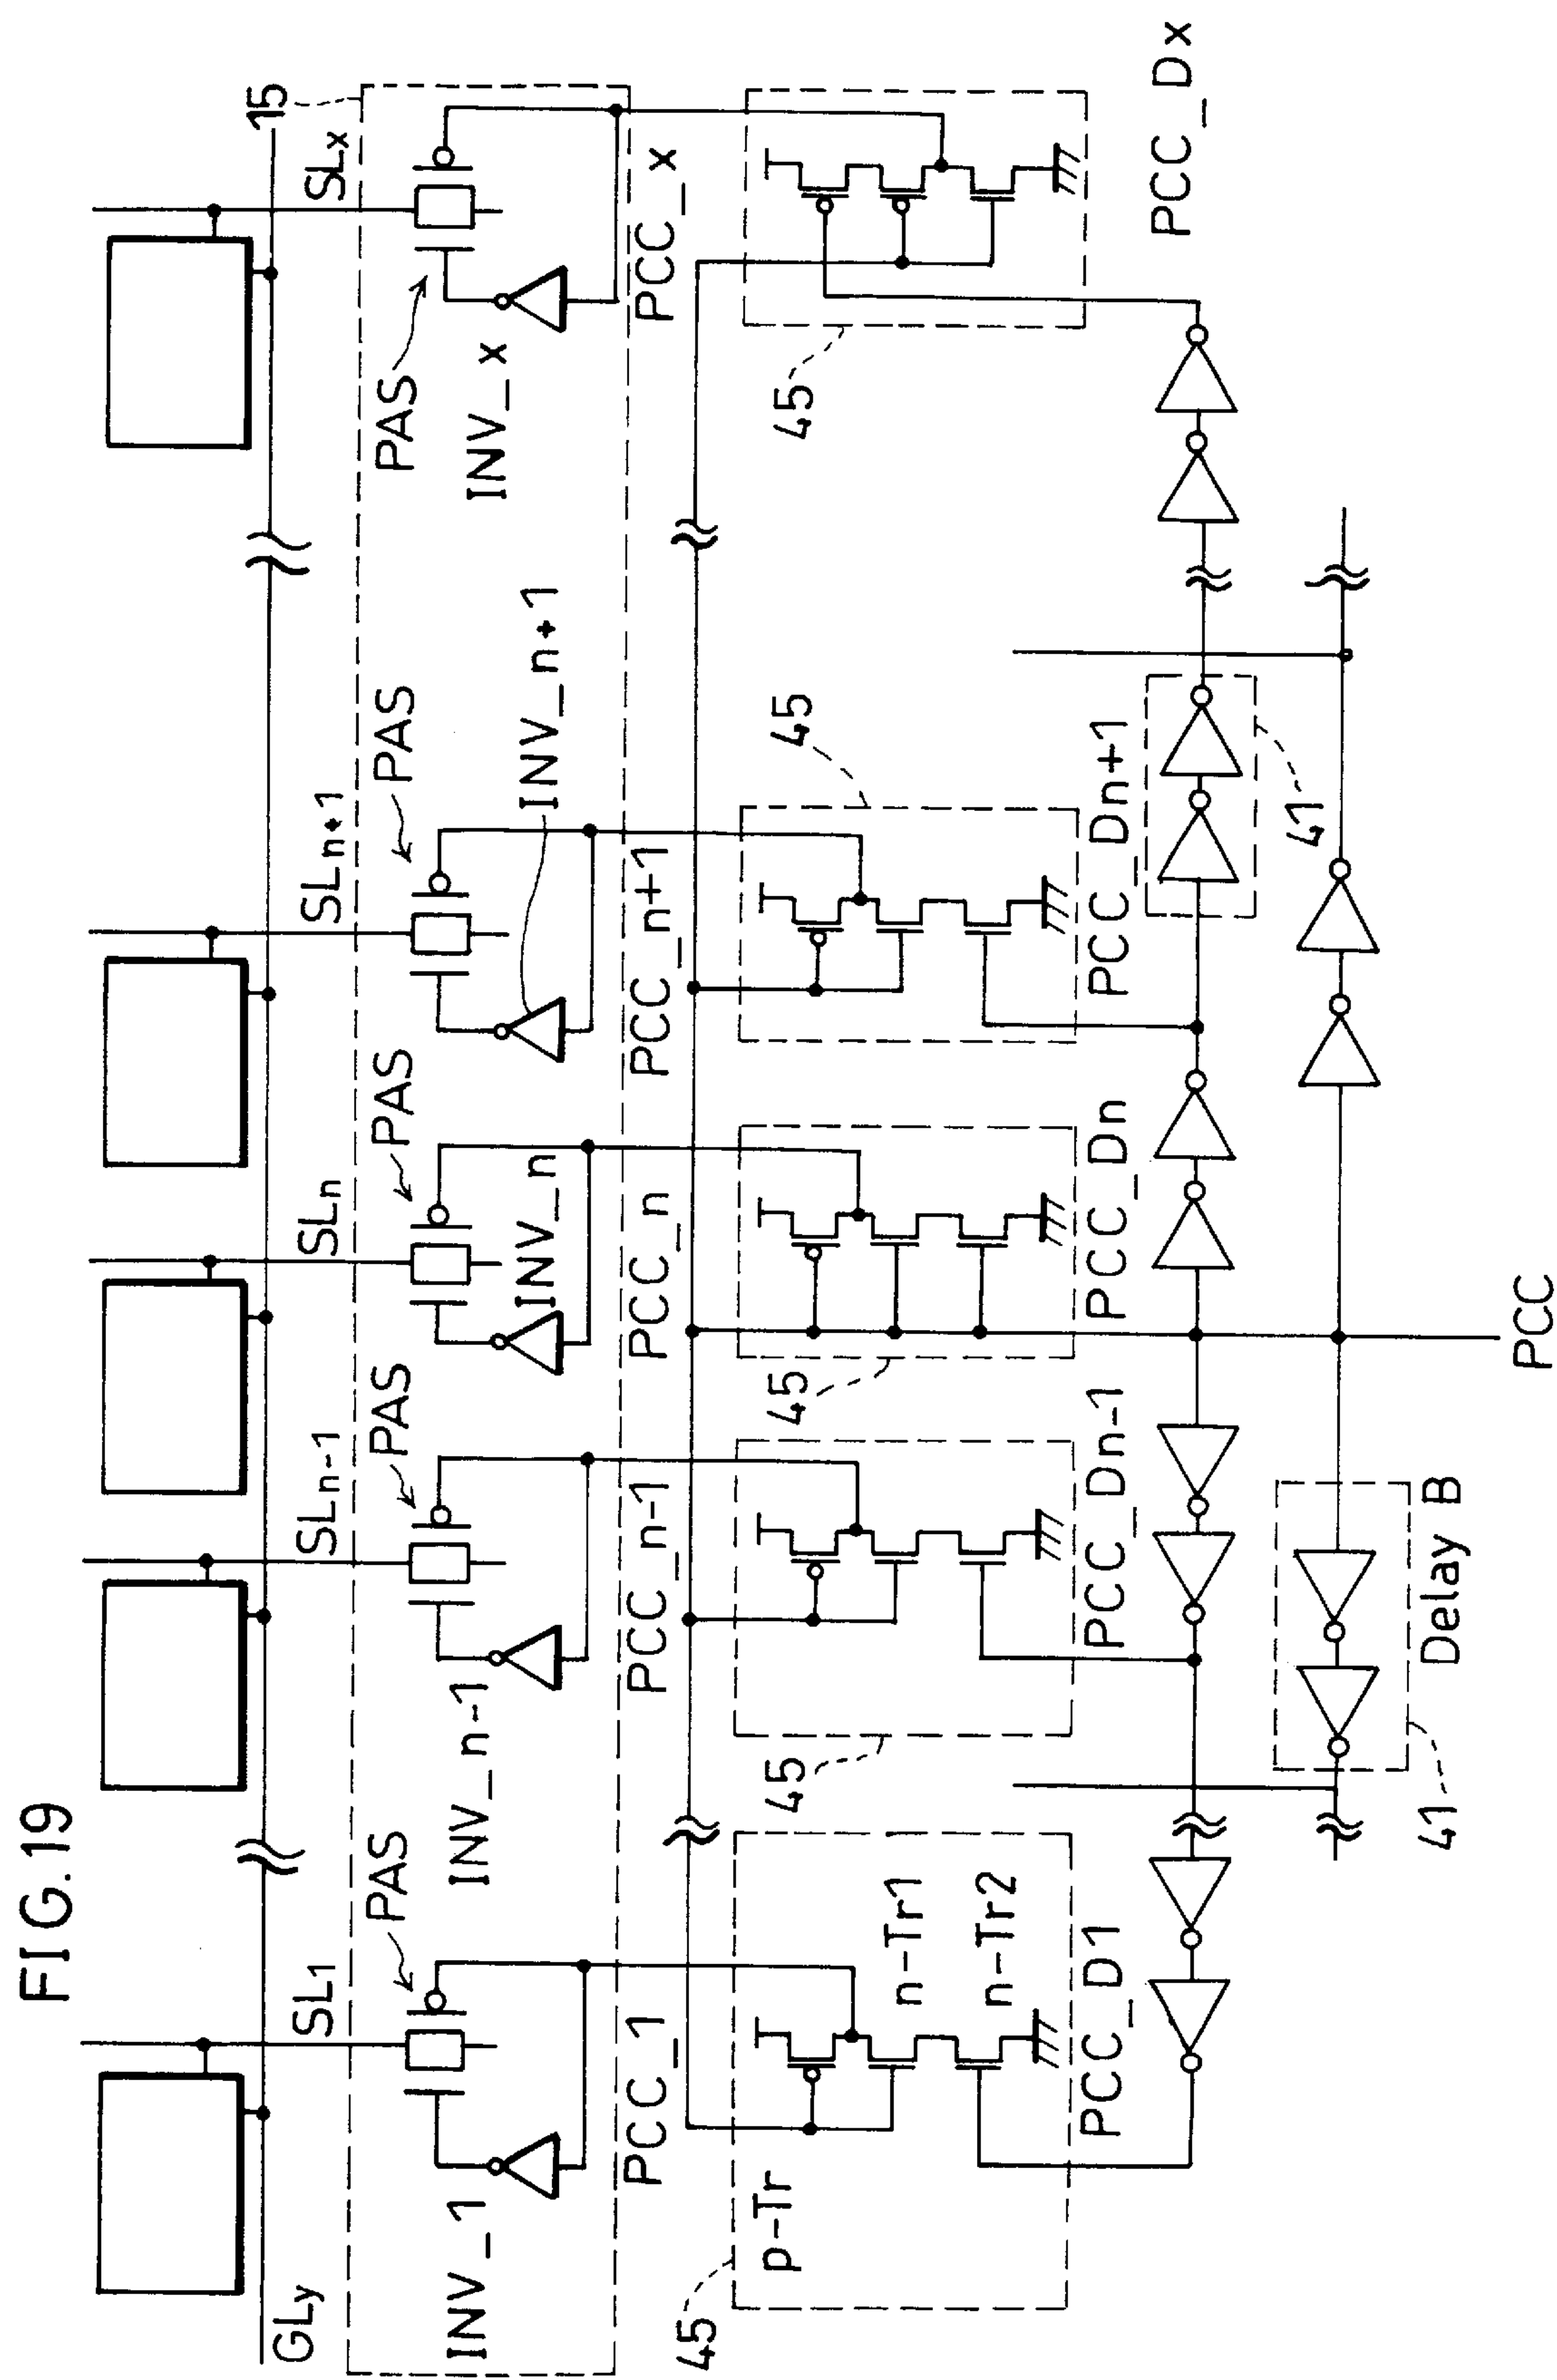 FIG.19
15
SL1
SLn-1
SLn
SLn+1
SLx
GLy
PAS
PAS
PAS
PAS
PAS
INV_1
INV_n-1
INV_n
INV_n+1
INV_x
PCC_1
PCC_n-1
PCC_n
PCC_n+1
PCC_x
45
45
45
45
45
p-Tr
n-Tr1
n-Tr2
PCC_D1
PCC_Dn-1
PCC_Dn
PCC_Dn+1
PCC_Dx
41
41
Delay B
PCC